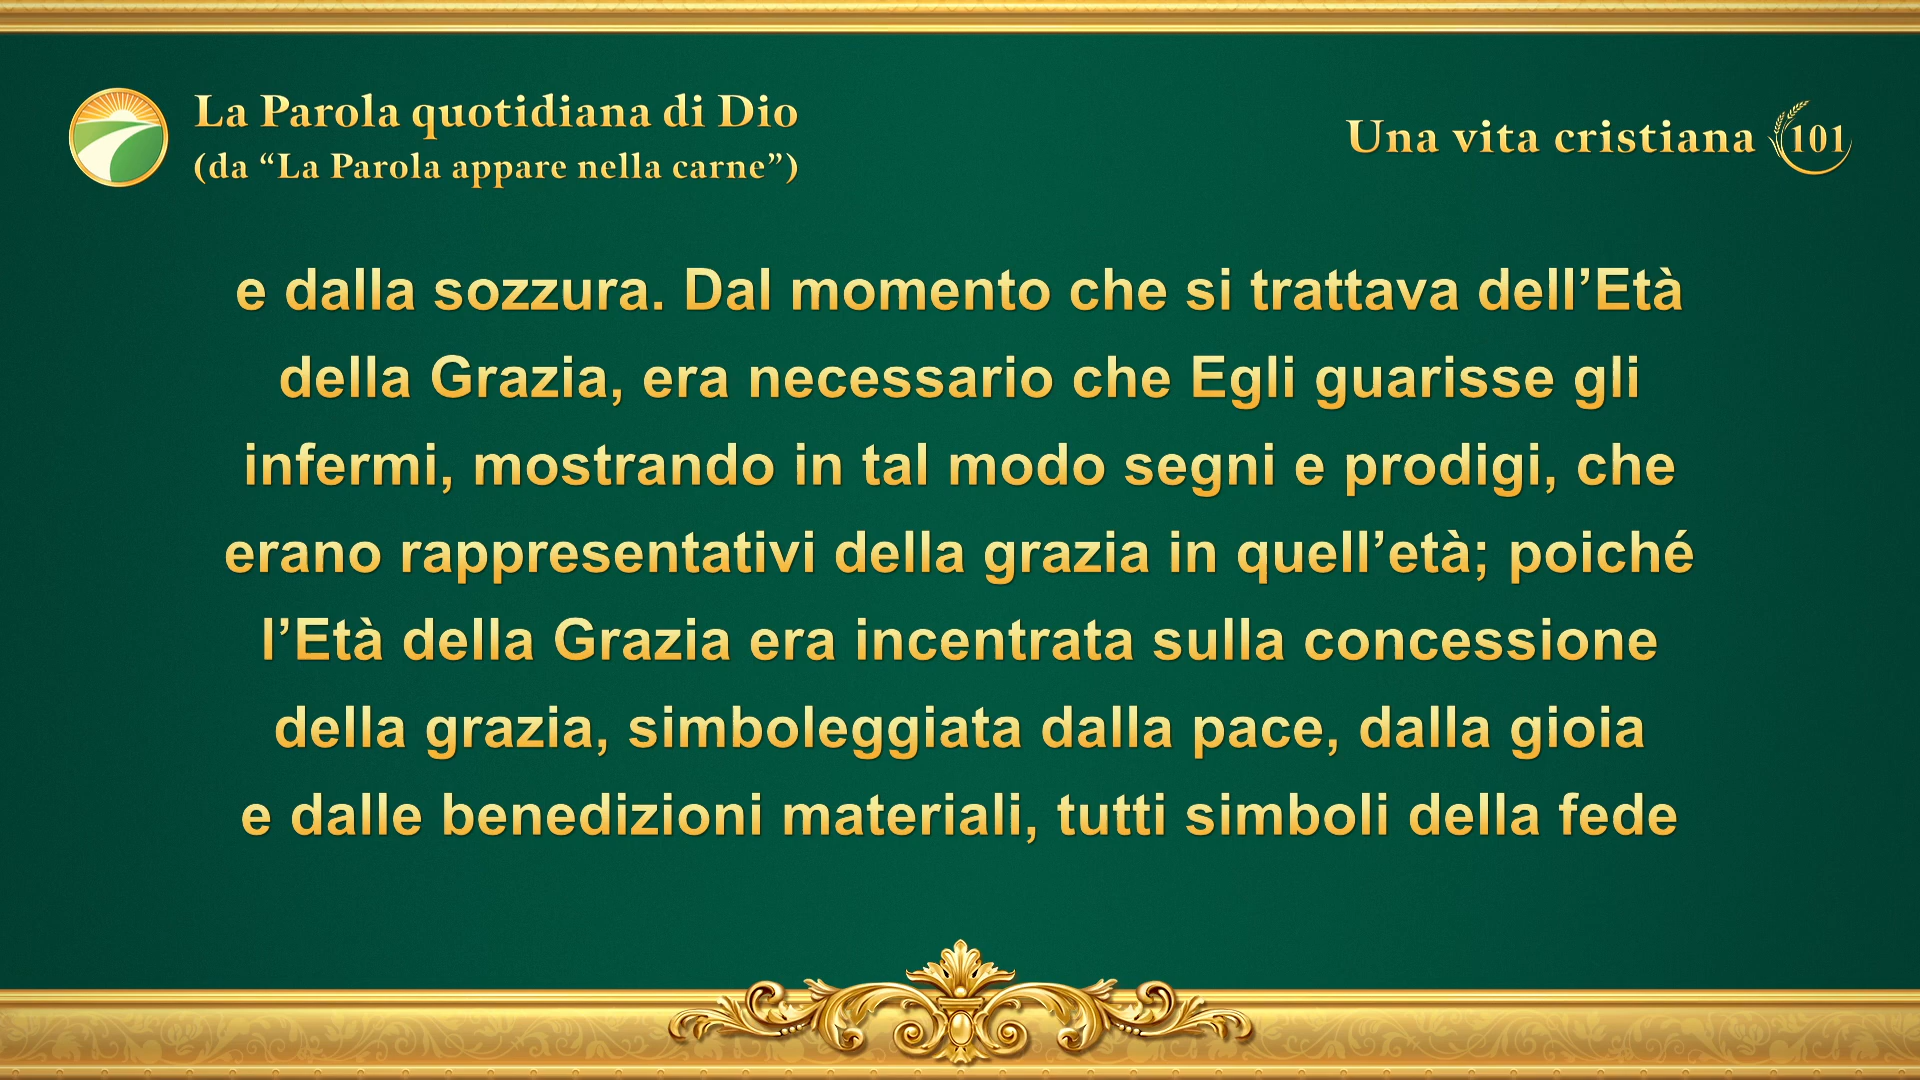 La Parola quotidiana di Dio
(da “La Parola appare nella carne”)
Una vita cristiana 101
e dalla sozzura. Dal momento che si trattava dell’Età
della Grazia, era necessario che Egli guarisse gli
infermi, mostrando in tal modo segni e prodigi, che
erano rappresentativi della grazia in quell’età; poiché
l’Età della Grazia era incentrata sulla concessione
della grazia, simboleggiata dalla pace, dalla gioia
e dalle benedizioni materiali, tutti simboli della fede